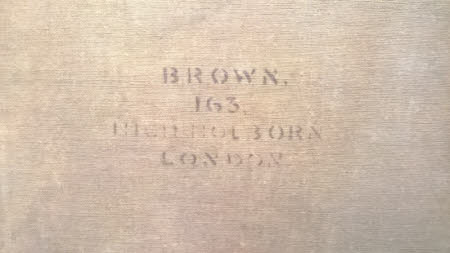 BROWN.
163,
HIGH HOLBORN
LONDON